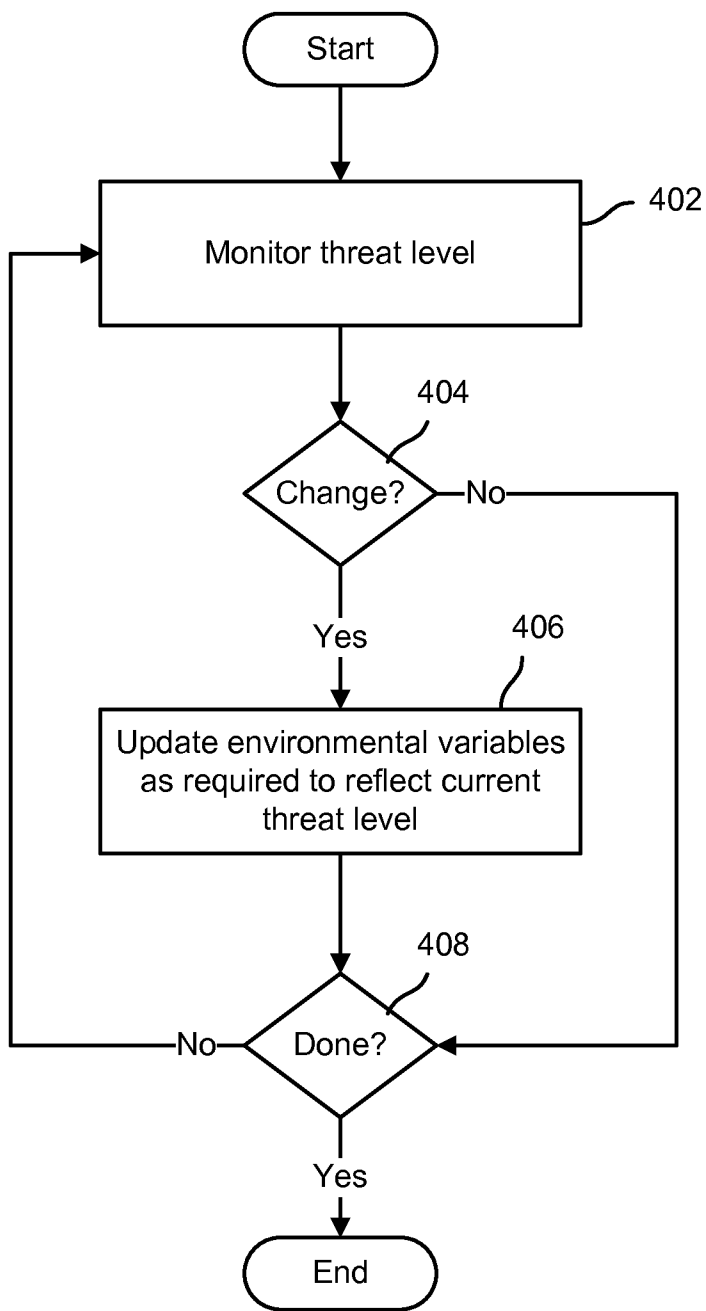 Start
402
Monitor threat level
404
Change?
No
Yes
406
Update environmental variables
as required to reflect current
threat level
408
No
Done?
Yes
End